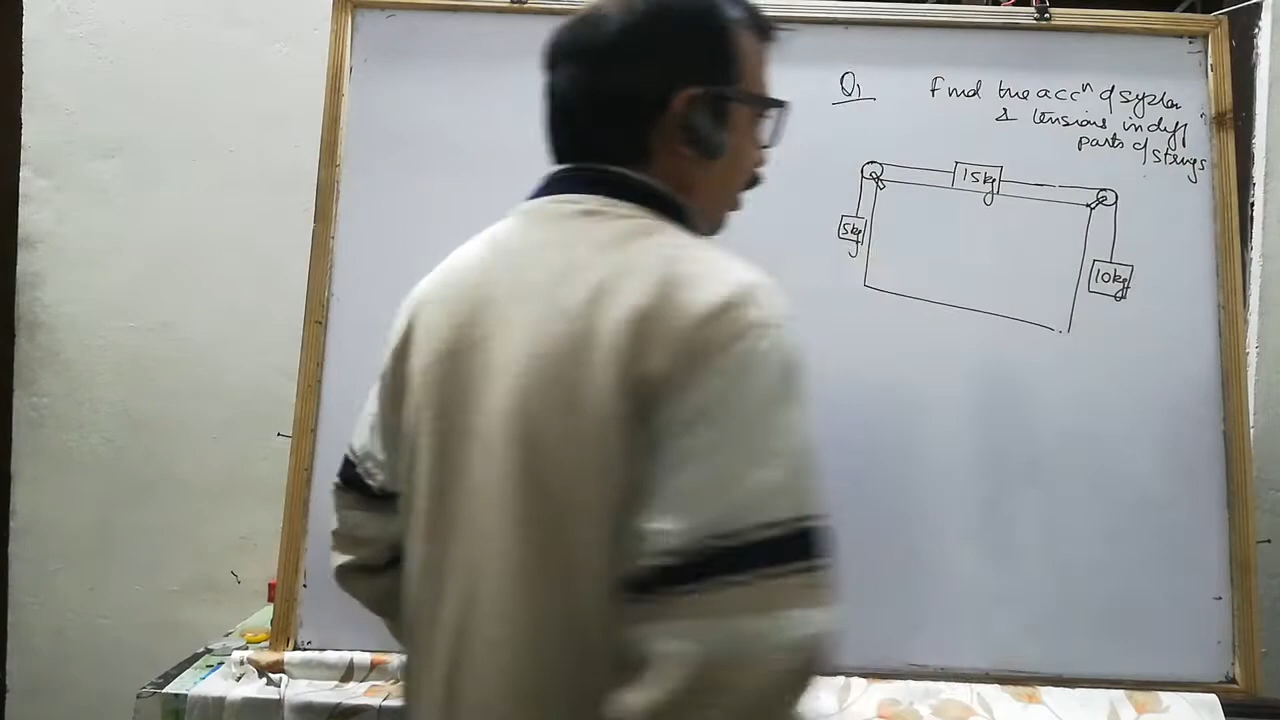 Q1
Find the accⁿ of system
& tensions in diff
parts of strings
15kg
5kg
10kg